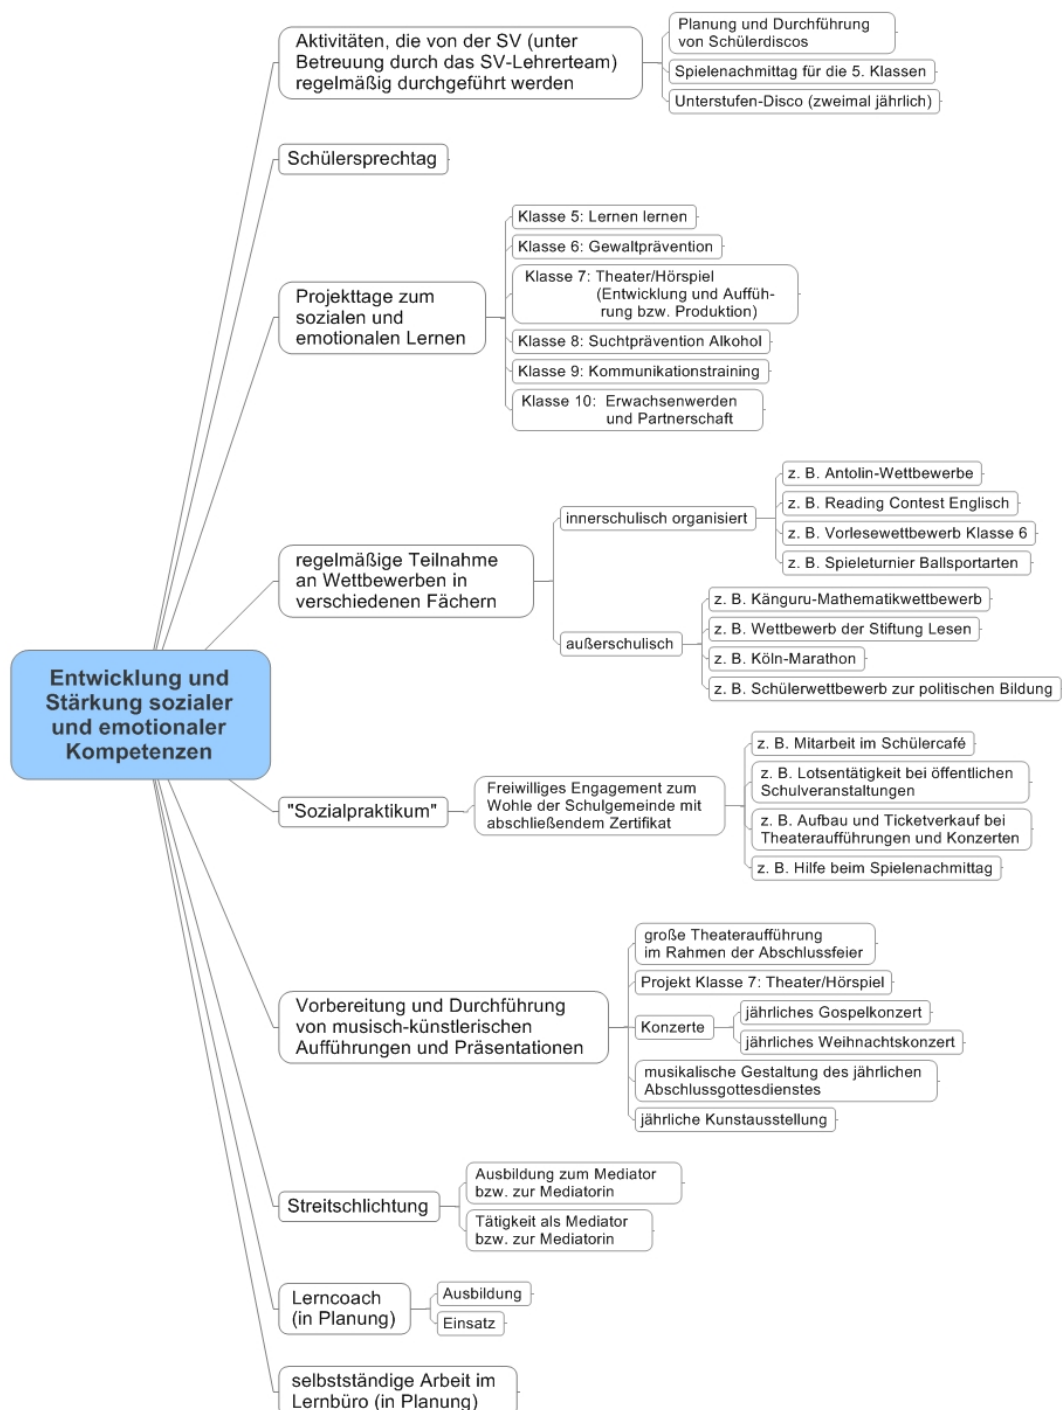 Aktivitäten, die von der SV (unter
Betreuung durch das SV-Lehrerteam)
regelmäßig durchgeführt werden
Planung und Durchführung
von Schülerdiscos
Spielenachmittag für die 5. Klassen
Unterstufen-Disco (zweimal jährlich)
Schülersprechtag
Projekttage zum
sozialen und
emotionalen Lernen
Klasse 5: Lernen lernen
Klasse 6: Gewaltprävention
Klasse 7: Theater/Hörspiel
(Entwicklung und Auffüh-
rung bzw. Produktion)
Klasse 8: Suchtprävention Alkohol
Klasse 9: Kommunikationstraining
Klasse 10: Erwachsenwerden
und Partnerschaft
regelmäßige Teilnahme
an Wettbewerben in
verschiedenen Fächern
innerschulisch organisiert
z. B. Antolin-Wettbewerbe
z. B. Reading Contest Englisch
z. B. Vorlesewettbewerb Klasse 6
z. B. Spieleturnier Ballsportarten
außerschulisch
z. B. Känguru-Mathematikwettbewerb
z. B. Wettbewerb der Stiftung Lesen
z. B. Köln-Marathon
z. B. Schülerwettbewerb zur politischen Bildung
Entwicklung und
Stärkung sozialer
und emotionaler
Kompetenzen
"Sozialpraktikum"
Freiwilliges Engagement zum
Wohle der Schulgemeinde mit
abschließendem Zertifikat
z. B. Mitarbeit im Schülercafé
z. B. Lotsentätigkeit bei öffentlichen
Schulveranstaltungen
z. B. Aufbau und Ticketverkauf bei
Theateraufführungen und Konzerten
z. B. Hilfe beim Spielenachmittag
Vorbereitung und Durchführung
von musisch-künstlerischen
Aufführungen und Präsentationen
große Theateraufführung
im Rahmen der Abschlussfeier
Projekt Klasse 7: Theater/Hörspiel
Konzerte
jährliches Gospelkonzert
jährliches Weihnachtskonzert
musikalische Gestaltung des jährlichen
Abschlussgottesdienstes
jährliche Kunstausstellung
Streitschlichtung
Ausbildung zum Mediator
bzw. zur Mediatorin
Tätigkeit als Mediator
bzw. zur Mediatorin
Lerncoach
(in Planung)
Ausbildung
Einsatz
selbstständige Arbeit im
Lernbüro (in Planung)